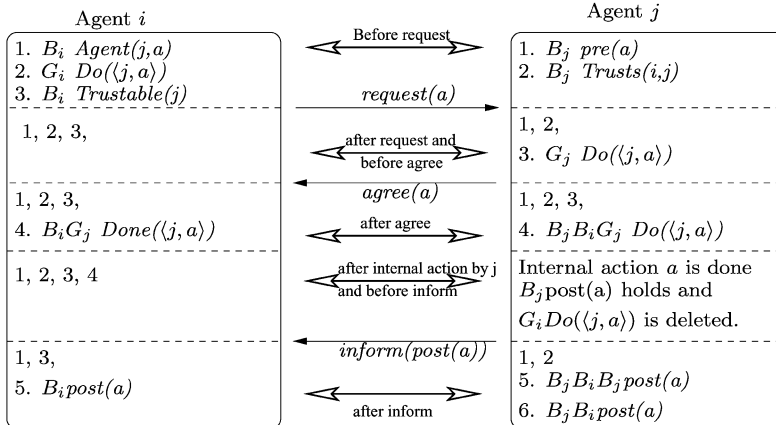 Agent i
Agent j
1. B_i Agent(j,a)
2. G_i Do(⟨j,a⟩)
3. B_i Trustable(j)
Before request
1. B_j pre(a)
2. B_j Trusts(i,j)
request(a)
1, 2, 3,
after request and
before agree
1, 2,
3. G_j Do(⟨j,a⟩)
agree(a)
1, 2, 3,
4. B_iG_j Done(⟨j,a⟩)
after agree
1, 2, 3,
4. B_jB_iG_j Do(⟨j,a⟩)
1, 2, 3, 4
after internal action by j
and before inform
Internal action a is done
B_jpost(a) holds and
G_iDo(⟨j,a⟩) is deleted.
inform(post(a))
1, 3,
5. B_ipost(a)
after inform
1, 2
5. B_jB_iB_jpost(a)
6. B_jB_ipost(a)